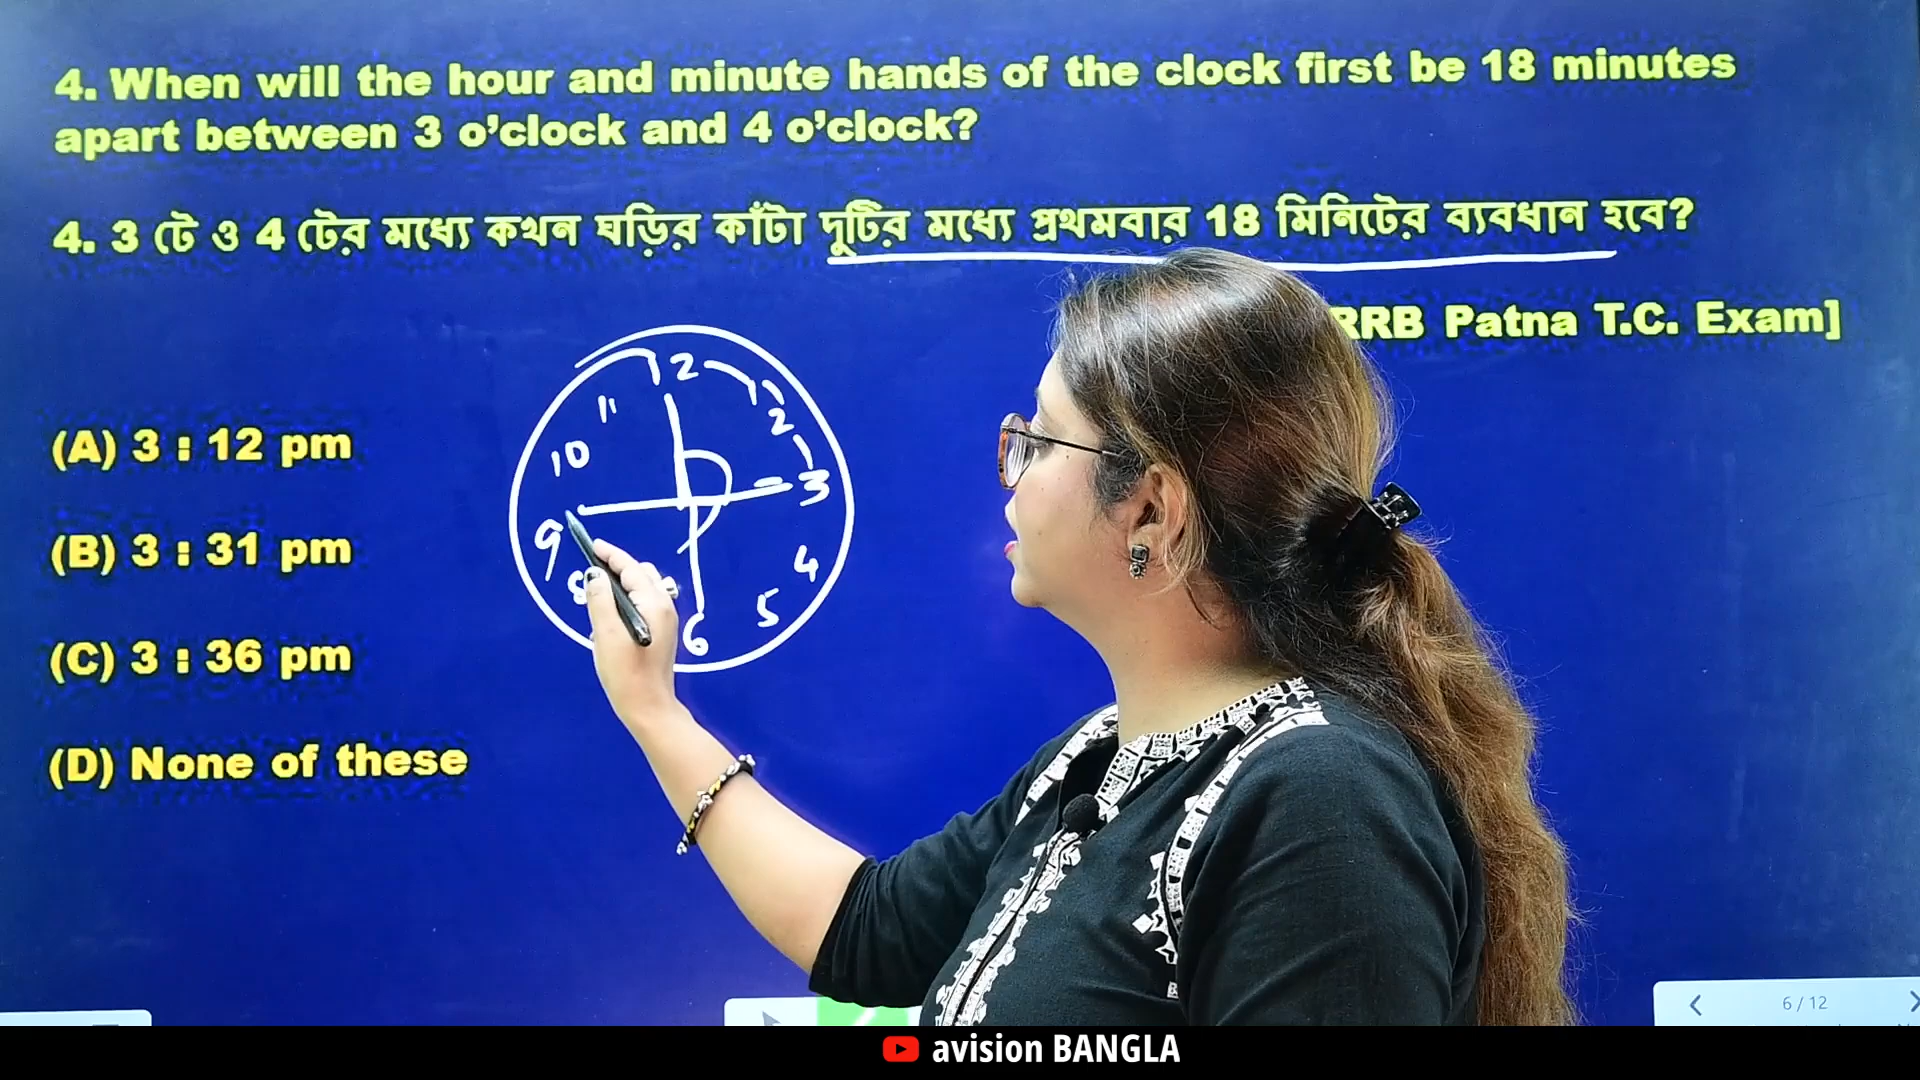 4. When will the hour and minute hands of the clock first be 18 minutes
apart between 3 o’clock and 4 o’clock?
4. 3 টে ও 4 টের মধ্যে কখন ঘড়ির কাঁটা দুটির মধ্যে প্রথমবার 18 মিনিটের ব্যবধান হবে?
RRB Patna T.C. Exam]
(A) 3 : 12 pm
(B) 3 : 31 pm
(C) 3 : 36 pm
(D) None of these
12
11
2
10
3
9
4
8
5
6
6 / 12
avision BANGLA